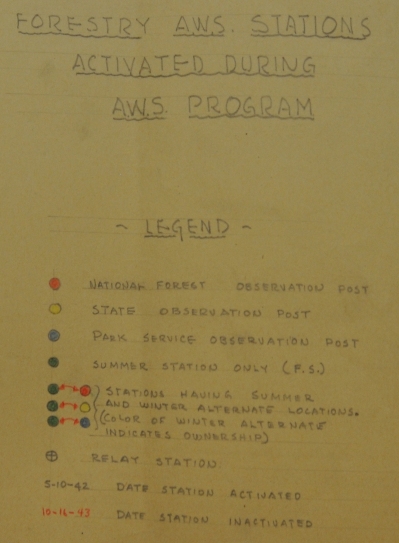 FORESTRY A.W.S. STATIONS
ACTIVATED DURING
A.W.S. PROGRAM
~ LEGEND ~
NATIONAL FOREST OBSERVATION POST
STATE OBSERVATION POST
PARK SERVICE OBSERVATION POST
SUMMER STATION ONLY (F.S.)
STATIONS HAVING SUMMER
AND WINTER ALTERNATE LOCATIONS.
(COLOR OF WINTER ALTERNATE
INDICATES OWNERSHIP)
RELAY STATION
5-10-42 DATE STATION ACTIVATED
10-16-43 DATE STATION INACTIVATED